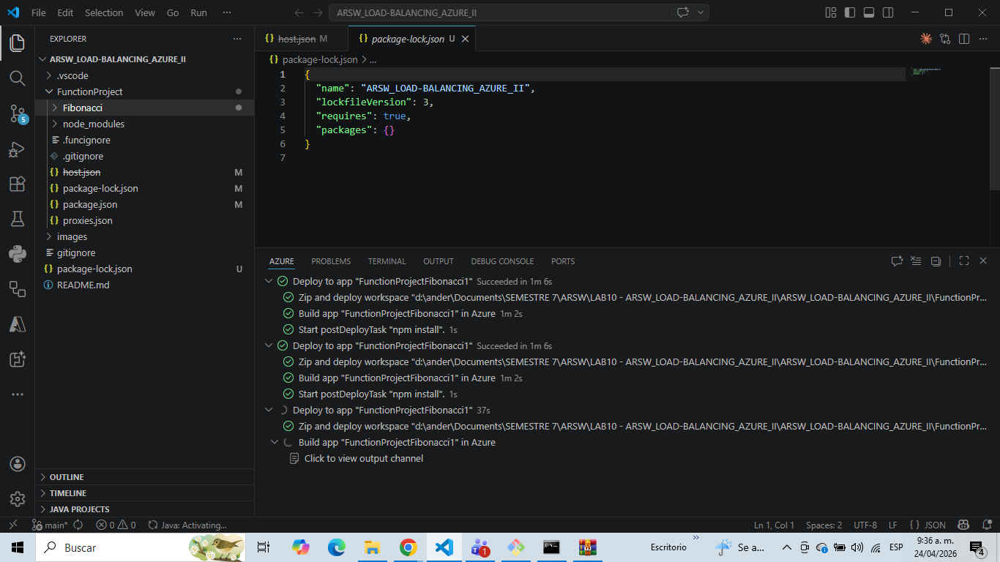 File Edit Selection View Go Run ···
ARSW_LOAD-BALANCING_AZURE_II
EXPLORER
ARSW_LOAD-BALANCING_AZURE_II
.vscode
FunctionProject
Fibonacci
node_modules
.funcignore
.gitignore
host.json M
package-lock.json M
package.json M
proxies.json
images
gitignore
package-lock.json U
README.md
OUTLINE
TIMELINE
JAVA PROJECTS
5
host.json M
package-lock.json U
package-lock.json > ...
1 {
2 "name": "ARSW_LOAD-BALANCING_AZURE_II",
3 "lockfileVersion": 3,
4 "requires": true,
5 "packages": {}
6 }
7
AZURE PROBLEMS TERMINAL OUTPUT DEBUG CONSOLE PORTS
Deploy to app "FunctionProjectFibonacci1" Succeeded in 1m 6s
Zip and deploy workspace "d:\ander\Documents\SEMESTRE 7\ARSW\LAB10 - ARSW_LOAD-BALANCING_AZURE_II\ARSW_LOAD-BALANCING_AZURE_II\FunctionPr...
Build app "FunctionProjectFibonacci1" in Azure 1m 2s
Start postDeployTask "npm install". 1s
Deploy to app "FunctionProjectFibonacci1" Succeeded in 1m 6s
Zip and deploy workspace "d:\ander\Documents\SEMESTRE 7\ARSW\LAB10 - ARSW_LOAD-BALANCING_AZURE_II\ARSW_LOAD-BALANCING_AZURE_II\FunctionPr...
Build app "FunctionProjectFibonacci1" in Azure 1m 2s
Start postDeployTask "npm install". 1s
Deploy to app "FunctionProjectFibonacci1" 37s
Zip and deploy workspace "d:\ander\Documents\SEMESTRE 7\ARSW\LAB10 - ARSW_LOAD-BALANCING_AZURE_II\ARSW_LOAD-BALANCING_AZURE_II\FunctionPr...
Build app "FunctionProjectFibonacci1" in Azure
Click to view output channel
main* 0 0 Java: Activating...
Ln 1, Col 1 Spaces: 2 UTF-8 LF {} JSON
Buscar
1
Escritorio » Se a... ESP
9:36 a. m.
24/04/2026
4